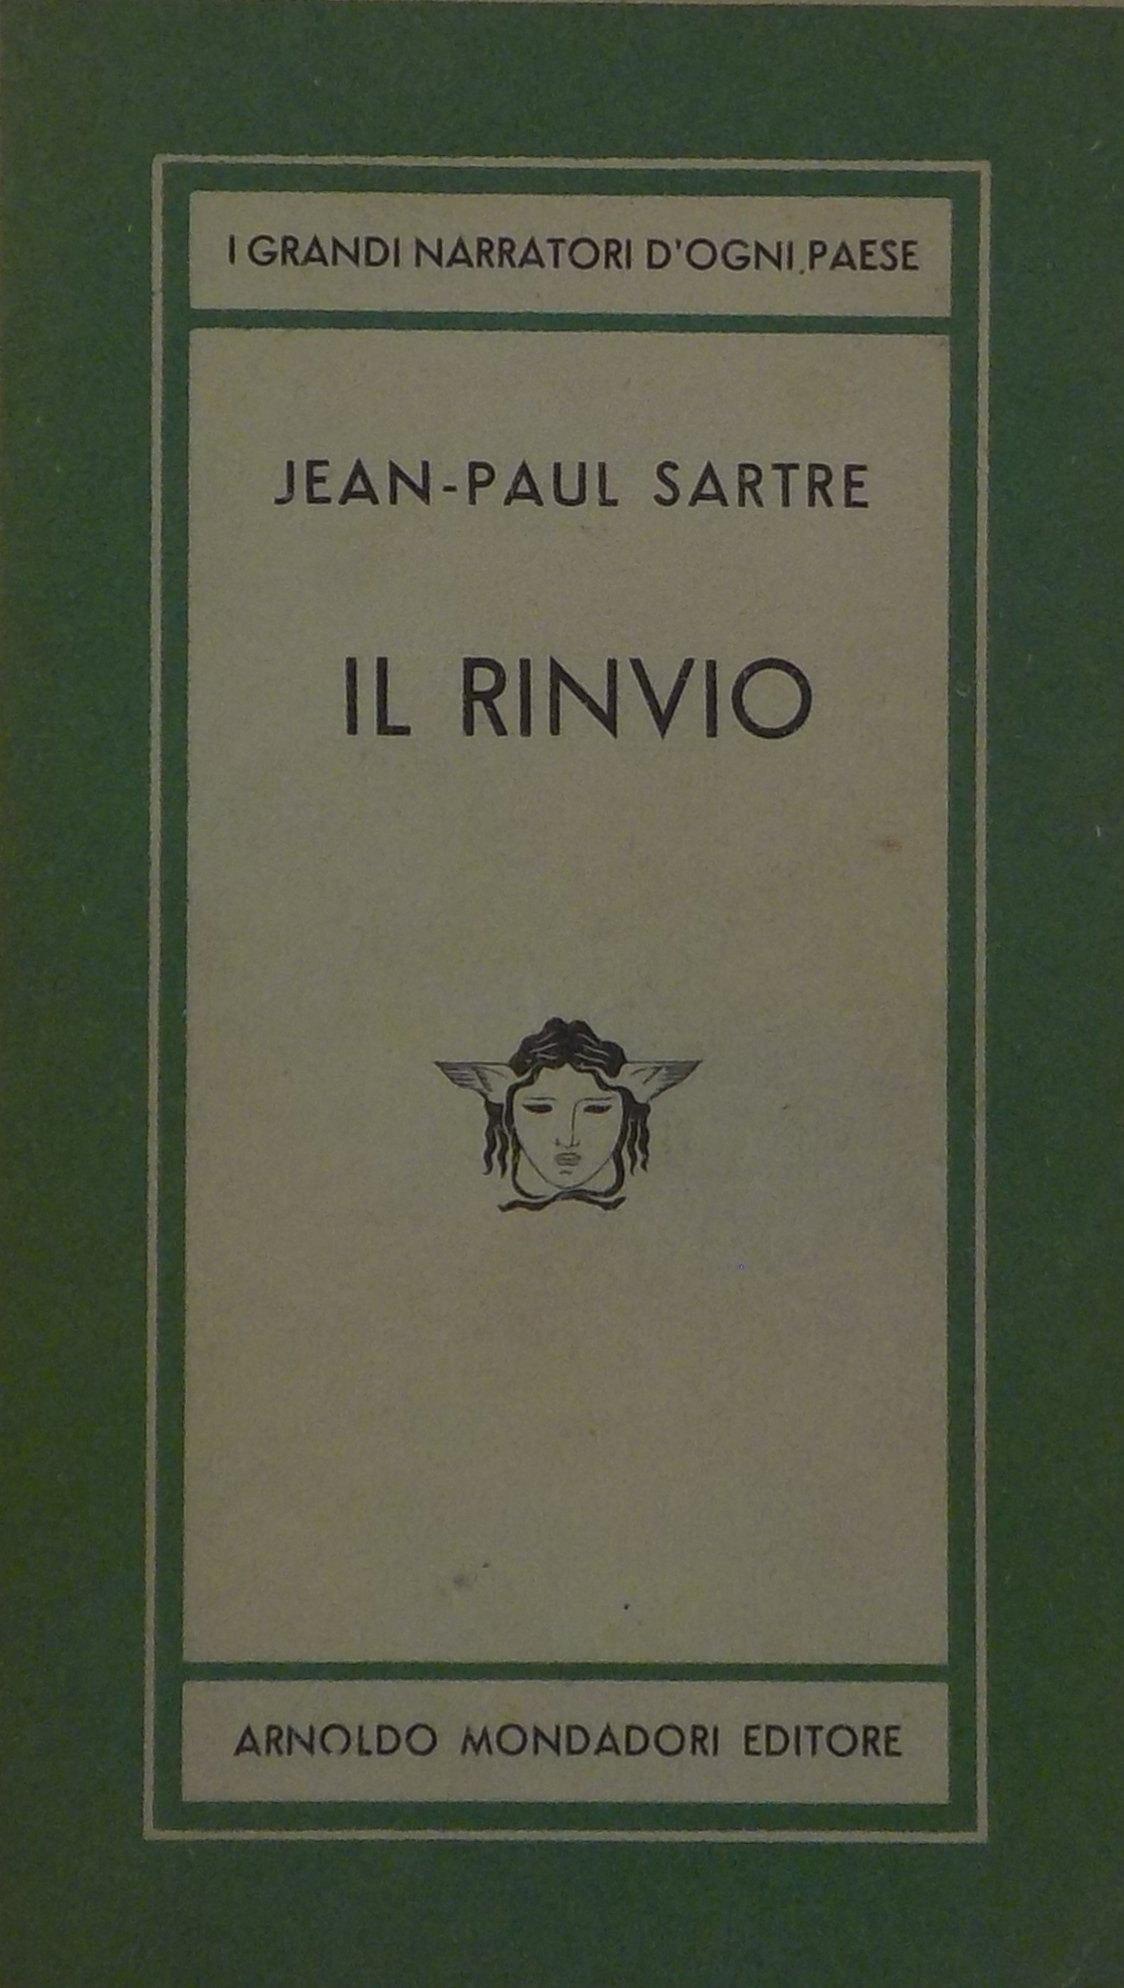 I GRANDI NARRATORI D'OGNI PAESE
JEAN-PAUL SARTRE
IL RINVIO
ARNOLDO MONDADORI EDITORE